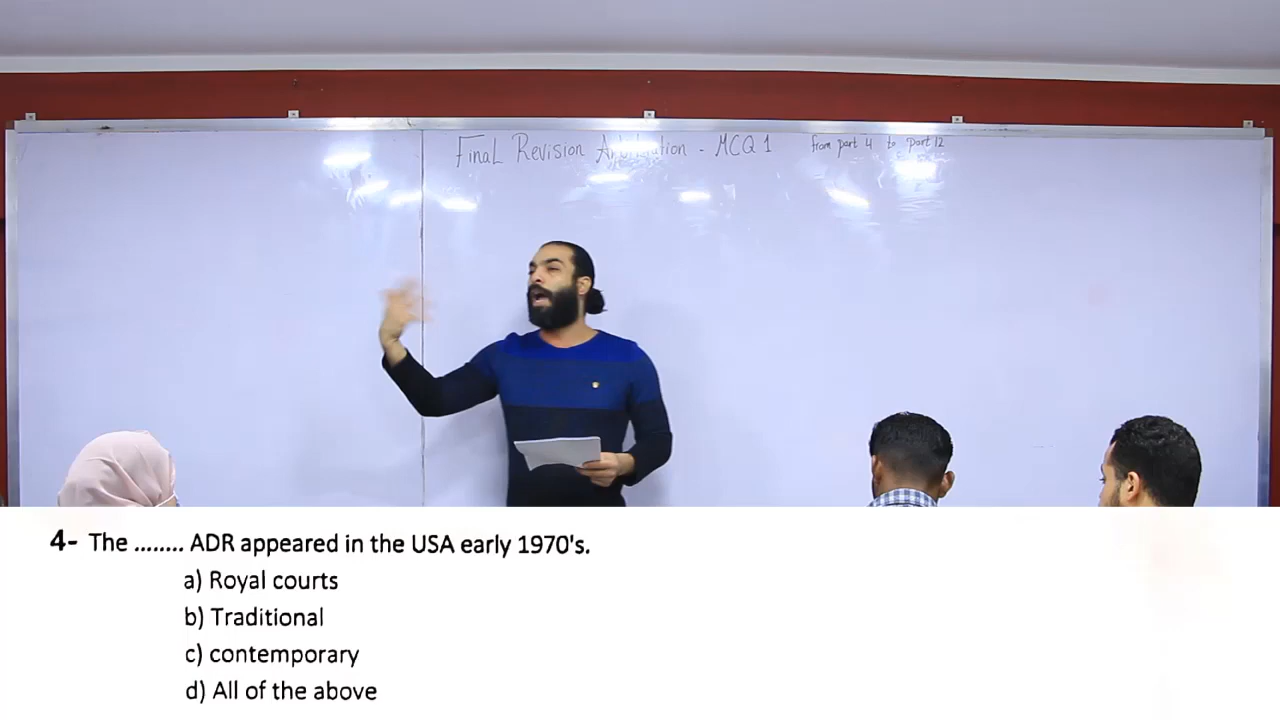 Final Revision Arbitration - MCQ 1 from part 4 to part 12
4- The ........ ADR appeared in the USA early 1970's.
a) Royal courts
b) Traditional
c) contemporary
d) All of the above